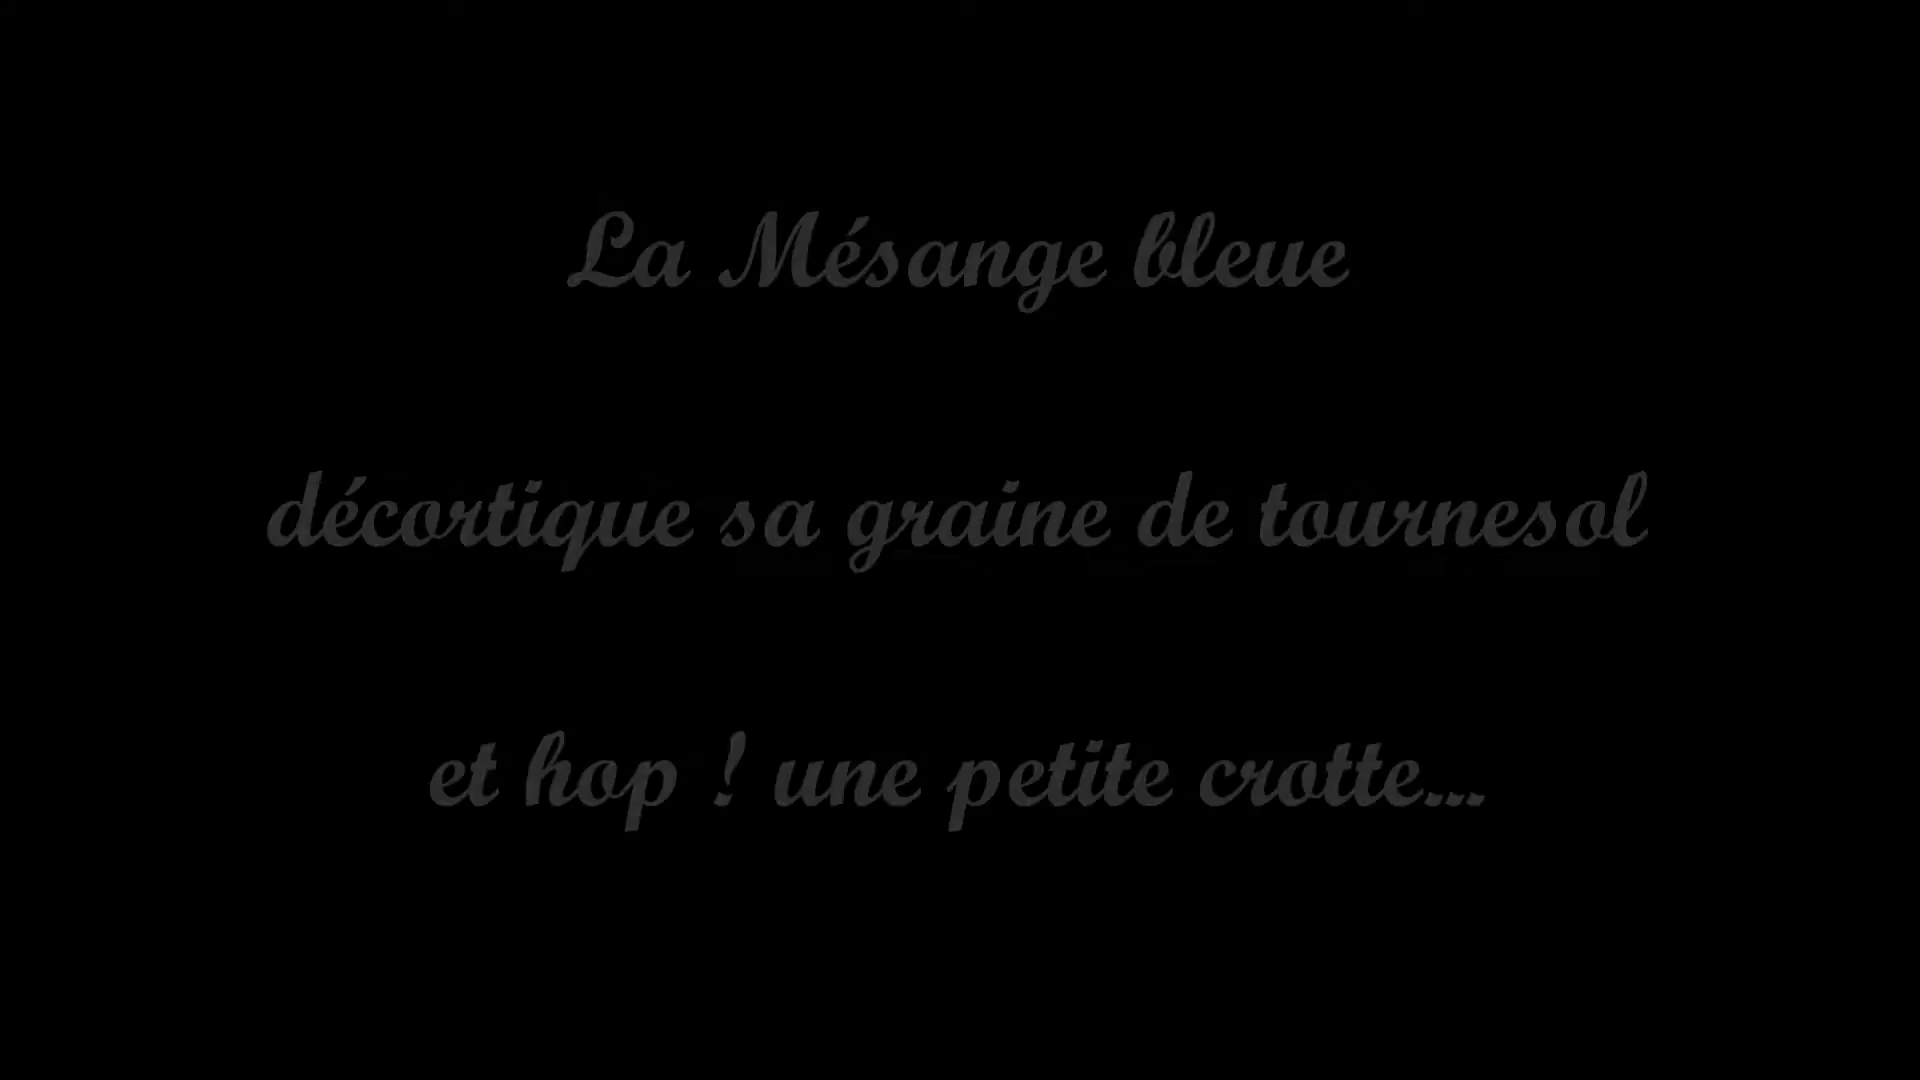 La Mésange bleue
décortique sa graine de tournesol
et hop ! une petite crotte...